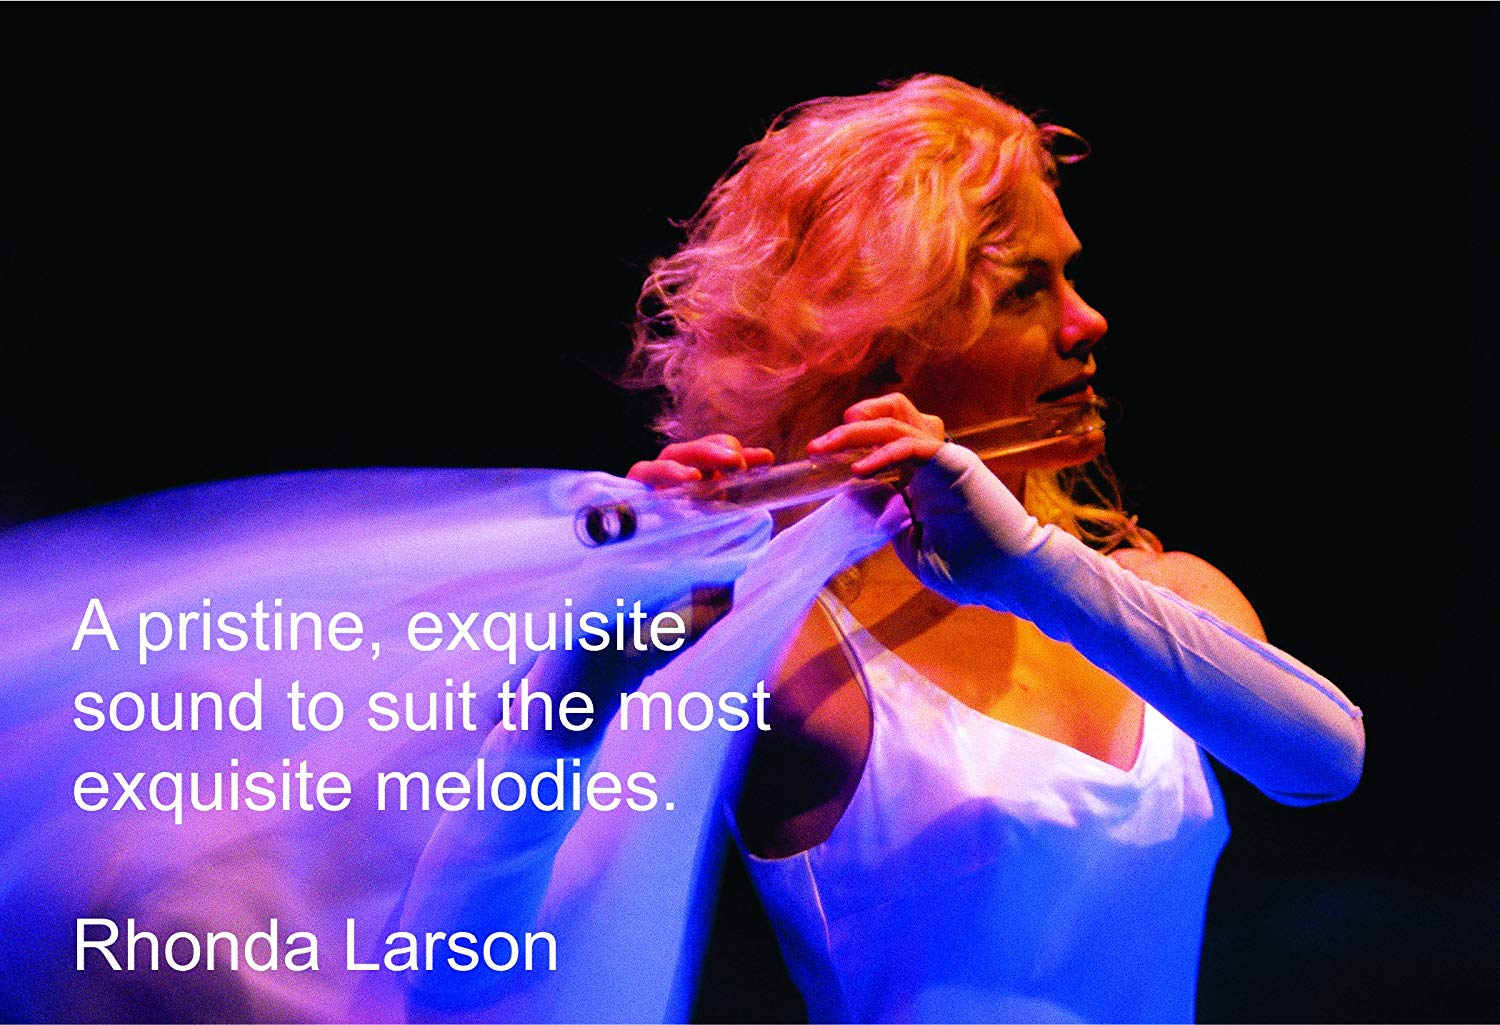 A pristine, exquisite
sound to suit the most
exquisite melodies.
Rhonda Larson